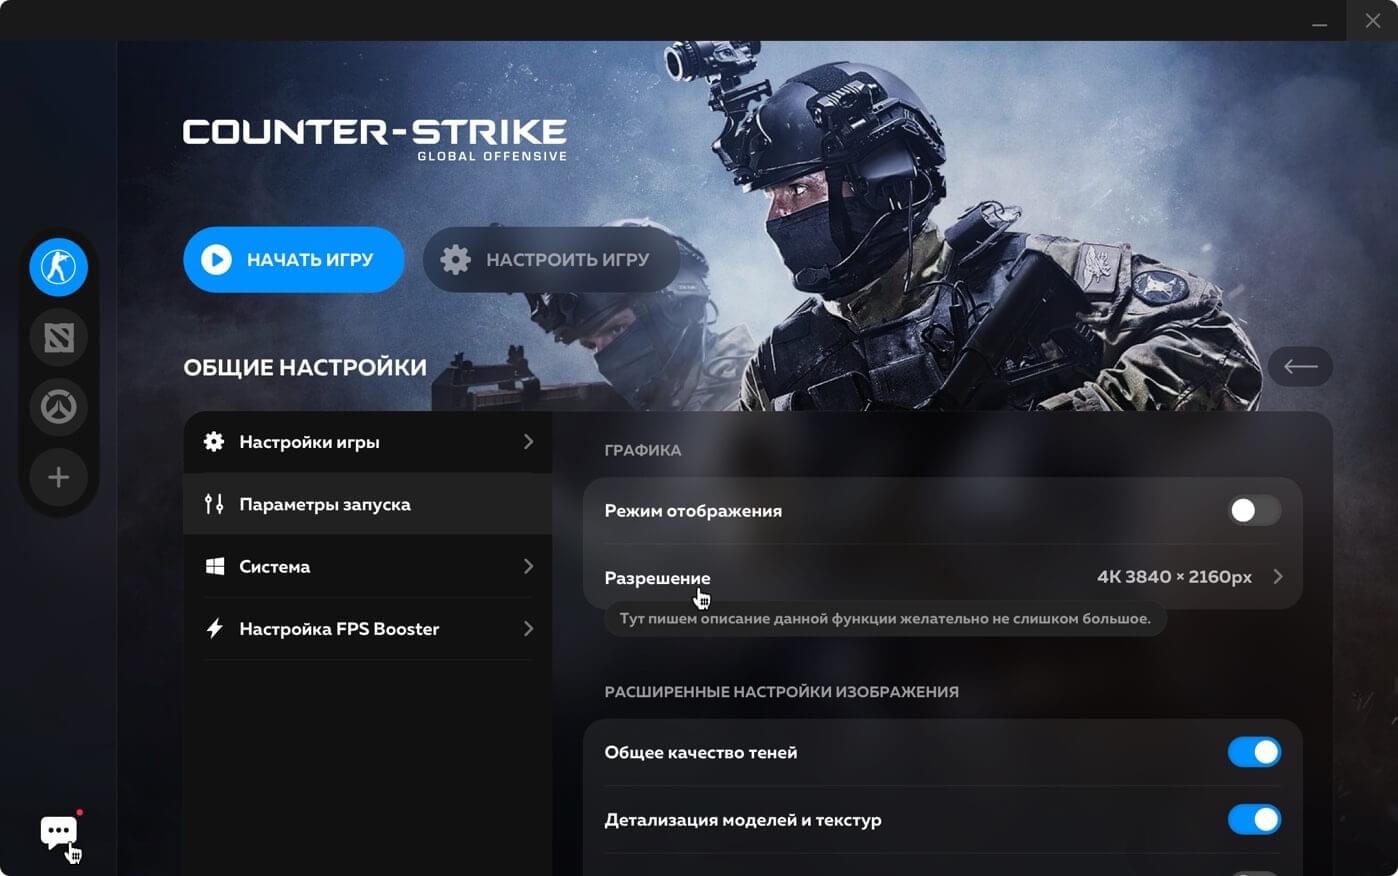 COUNTER-STRIKE
GLOBAL OFFENSIVE
НАЧАТЬ ИГРУ
НАСТРОИТЬ ИГРУ
ОБЩИЕ НАСТРОЙКИ
Настройки игры
Параметры запуска
Система
Настройка FPS Booster
ГРАФИКА
Режим отображения
Разрешение
4K 3840 × 2160px
Тут пишем описание данной функции желательно не слишком большое.
РАСШИРЕННЫЕ НАСТРОЙКИ ИЗОБРАЖЕНИЯ
Общее качество теней
Детализация моделей и текстур